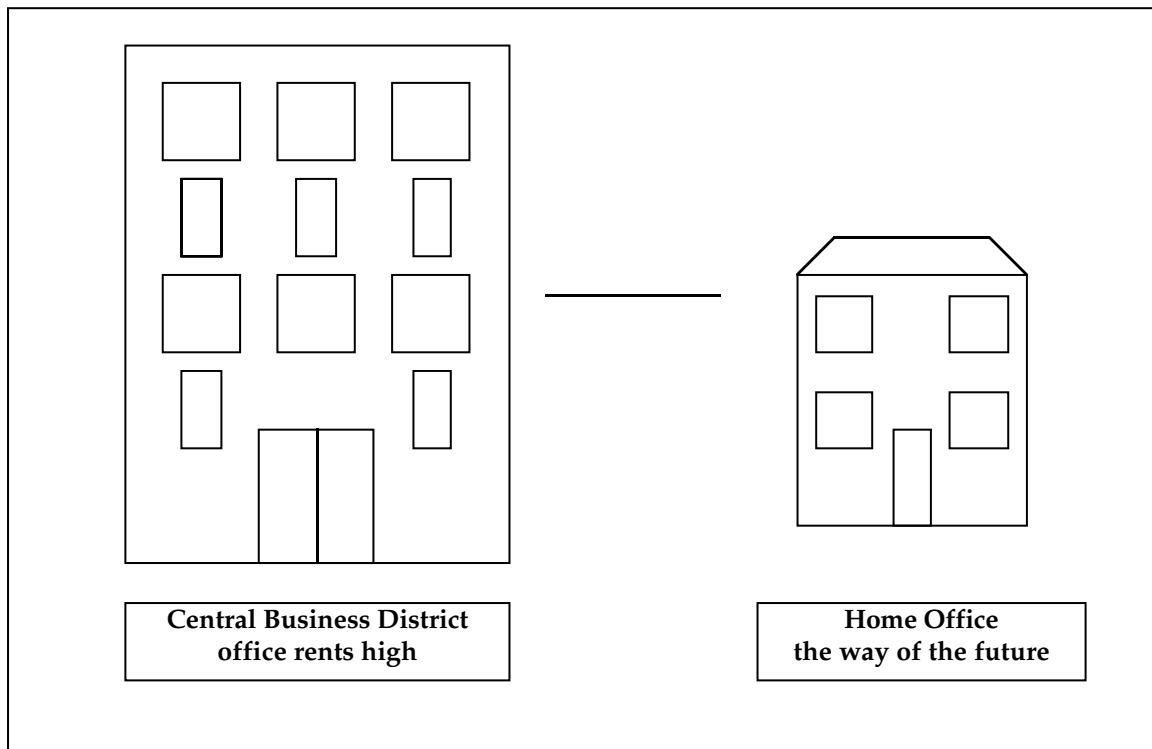 Central Business District
office rents high
Home Office
the way of the future